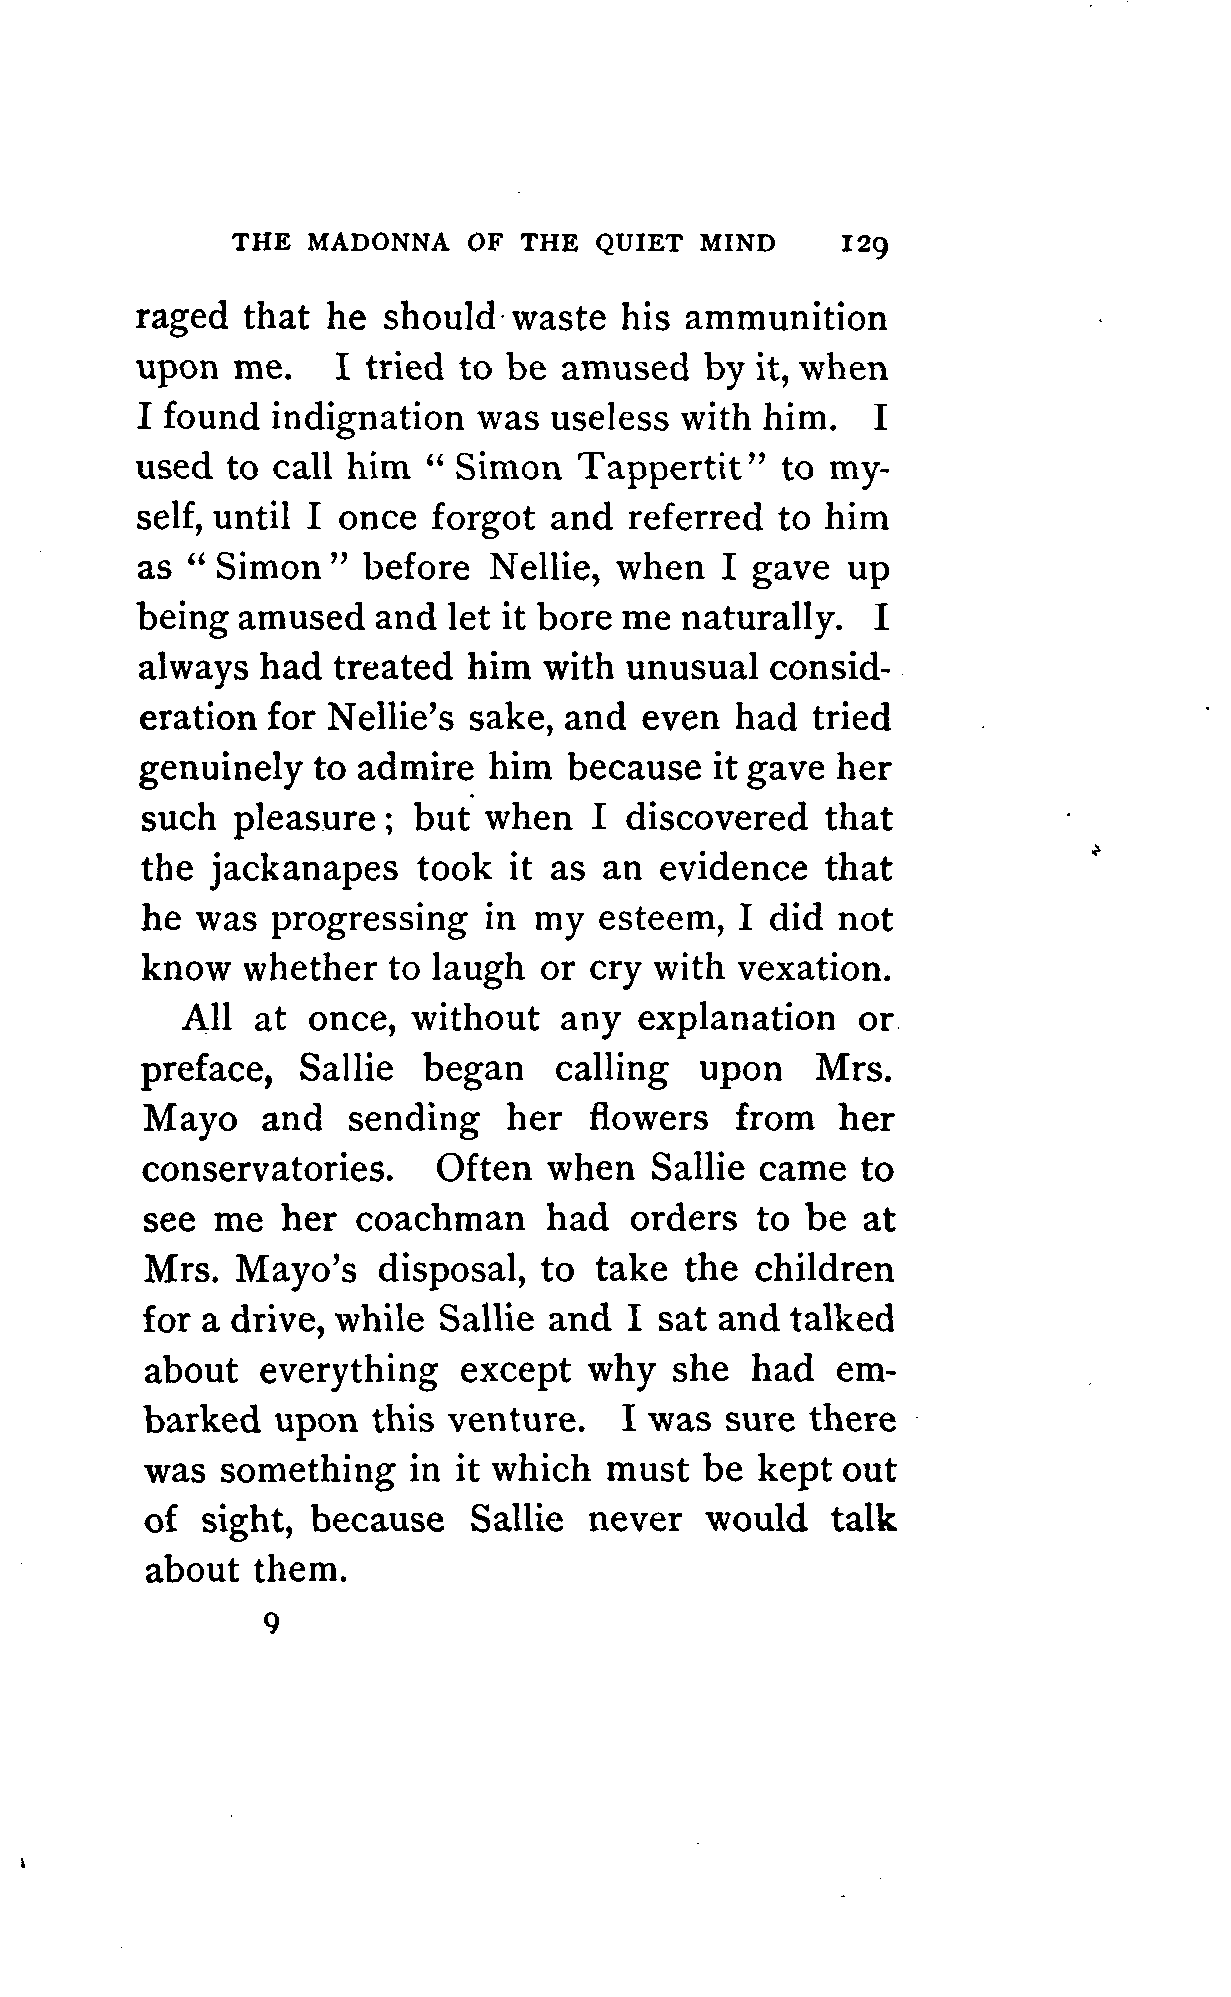 THE MADONNA OF THE QUIET MIND 129
raged that he should waste his ammunition
upon me. I tried to be amused by it, when
I found indignation was useless with him. I
used to call him " Simon Tappertit" to my-
self, until I once forgot and referred to him
as " Simon " before Nellie, when I gave up
being amused and let it bore me naturally. I
always had treated him with unusual consid-
eration for Nellie's sake, and even had tried
genuinely to admire him because it gave her
such pleasure ; but when I discovered that
the jackanapes took it as an evidence that
he was progressing in my esteem, I did not
know whether to laugh or cry with vexation.
All at once, without any explanation or
preface, Sallie began calling upon Mrs.
Mayo and sending her flowers from her
conservatories. Often when Sallie came to
see me her coachman had orders to be at
Mrs. Mayo's disposal, to take the children
for a drive, while Sallie and I sat and talked
about everything except why she had em-
barked upon this venture. I was sure there
was something in it which must be kept out
of sight, because Sallie never would talk
about them.
9